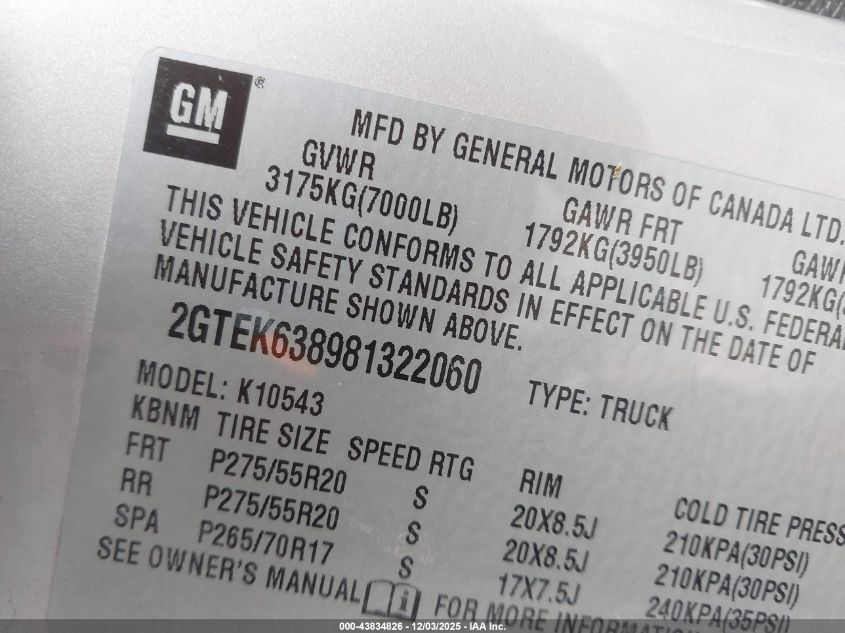 GM ®
MFD BY GENERAL MOTORS OF CANADA LTD.
GVWR GAWR FRT
3175KG(7000LB) 1792KG(3950LB) 1792KG(
THIS VEHICLE CONFORMS TO ALL APPLICABLE U.S. FEDERAL
VEHICLE SAFETY STANDARDS IN EFFECT ON THE DATE OF
MANUFACTURE SHOWN ABOVE.
2GTEK638981322060 TYPE: TRUCK
MODEL: K10543
KBNM TIRE SIZE SPEED RTG RIM COLD TIRE PRESS
FRT P275/55R20 S 20X8.5J 210KPA(30PSI)
RR P275/55R20 S 20X8.5J 210KPA(30PSI)
SPA P265/70R17 S 17X7.5J 240KPA(35PSI)
SEE OWNER'S MANUAL FOR MORE INFORMATION
000-43834826 - 12/03/2025 - IAA Inc.